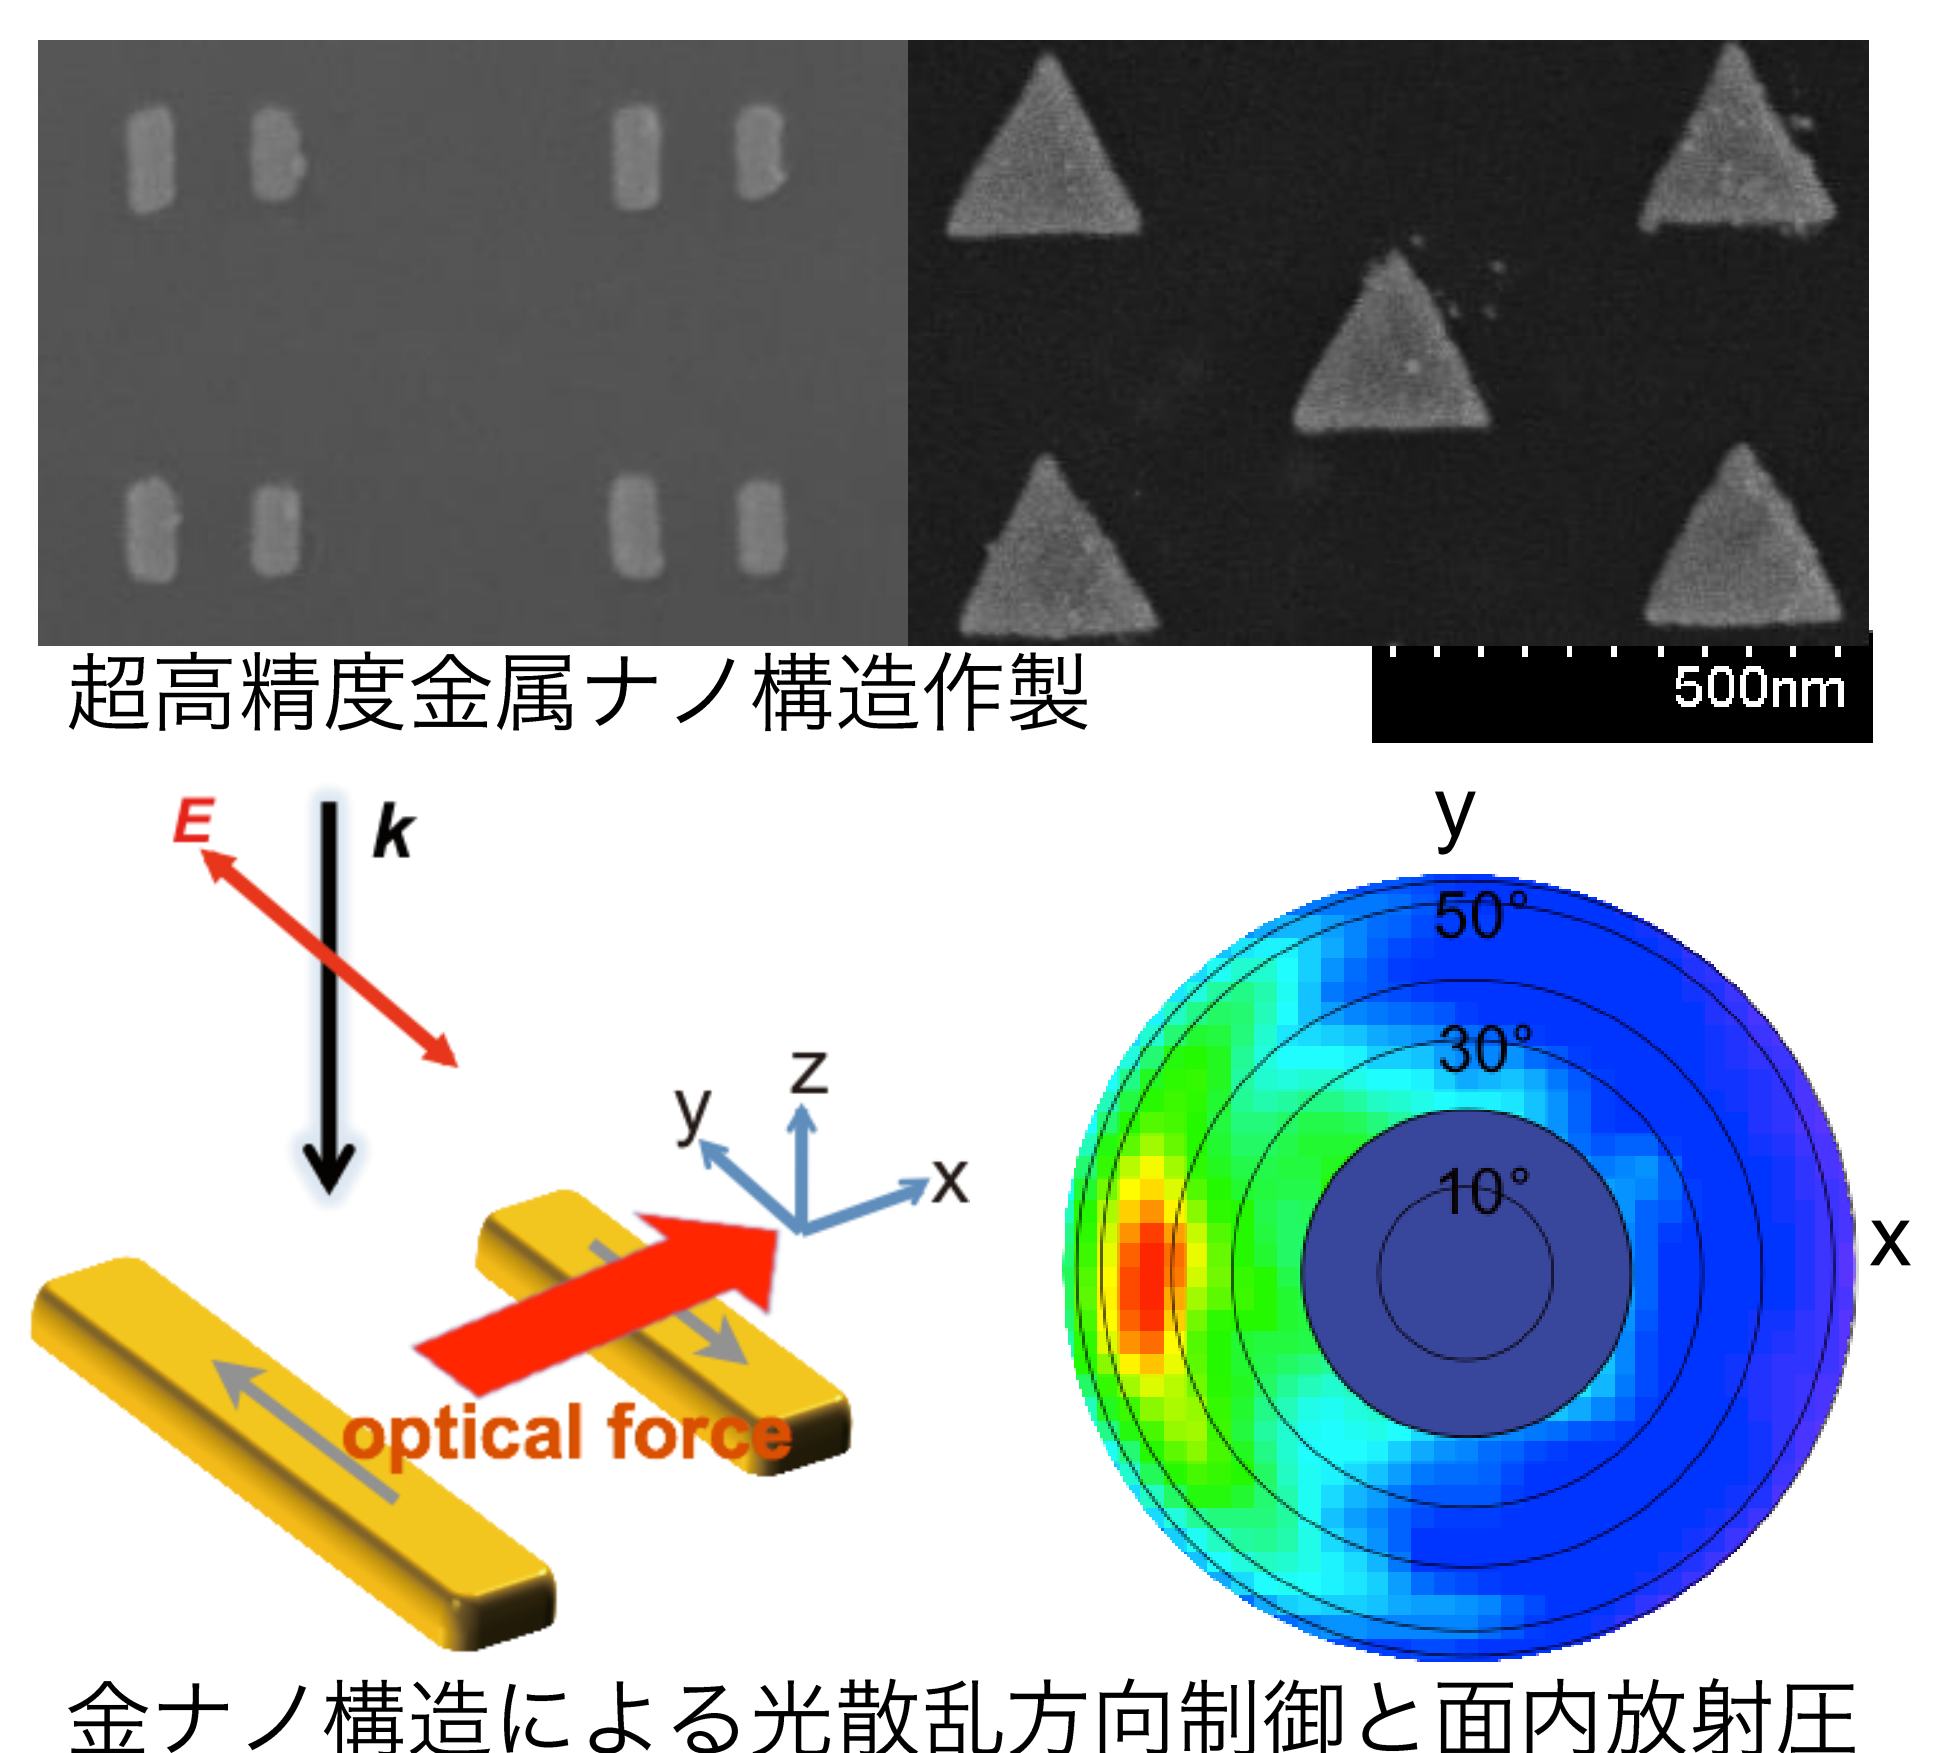 超高精度金属ナノ構造作製
500nm
E
k
z
y
x
optical force
y
50°
30°
10°
x
金ナノ構造による光散乱方向制御と面内放射圧